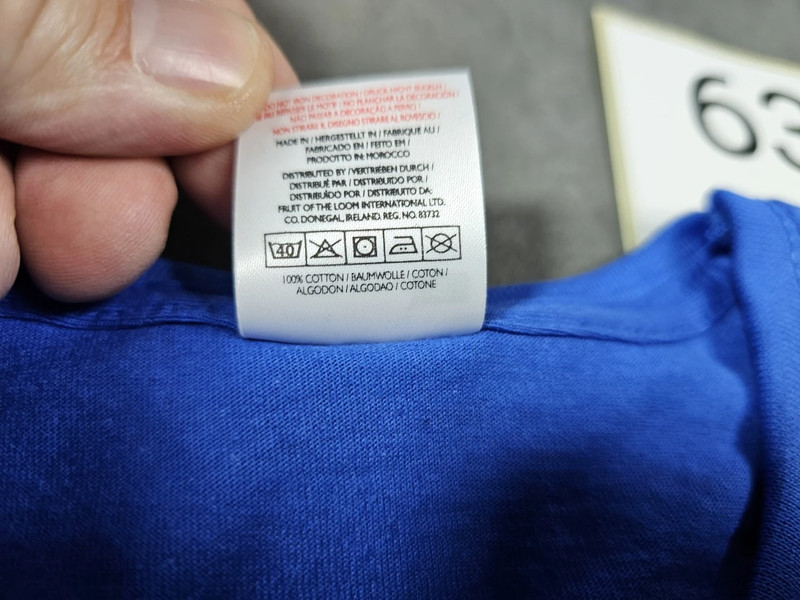 DO NOT IRON DECORATION / DRUCK NICHT BÜGELN /
NE PAS REPASSER LE MOTIF / NO PLANCHAR LA DECORACIÓN /
NÃO PASSAR A DECORAÇÃO A FERRO /
NON STIRARE IL DISEGNO STIRARE AL ROVESCIO /
MADE IN / HERGESTELLT IN / FABRIQUE AU /
FABRICADO EN / FEITO EM /
PRODOTTO IN: MOROCCO
DISTRIBUTED BY / VERTRIEBEN DURCH /
DISTRIBUÉ PAR / DISTRIBUIDO POR /
DISTRIBUÍDO POR / DISTRIBUITO DA:
FRUIT OF THE LOOM INTERNATIONAL LTD.
CO. DONEGAL, IRELAND. REG. NO. 83732
40
100% COTTON / BAUMWOLLE / COTON /
ALGODON / ALGODAO / COTONE
63